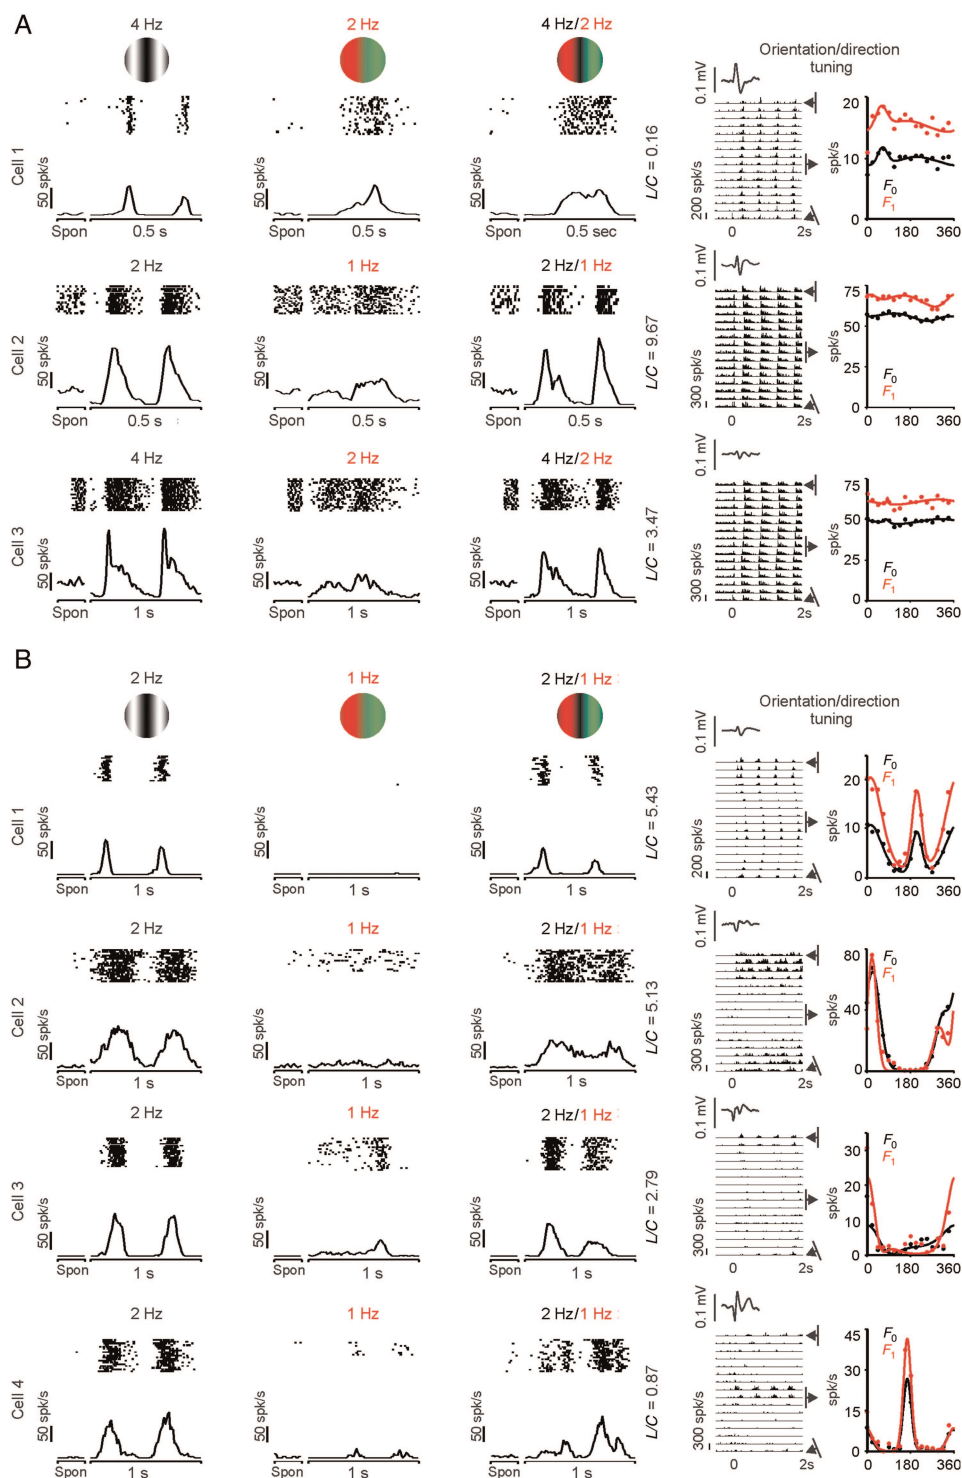 A
4 Hz
2 Hz
4 Hz/2 Hz
Orientation/direction
tuning
Cell 1
50 spk/s
Spon
0.5 s
50 spk/s
Spon
0.5 s
50 spk/s
Spon
0.5 sec
L/C = 0.16
0.1 mV
200 spk/s
0
2s
spk/s
20
10
0
F0
F1
0
180
360
2 Hz
1 Hz
2 Hz/1 Hz
Cell 2
50 spk/s
Spon
0.5 s
50 spk/s
Spon
0.5 s
50 spk/s
Spon
0.5 s
L/C = 9.67
0.1 mV
300 spk/s
0
2s
spk/s
75
50
25
0
F0
F1
0
180
360
4 Hz
2 Hz
4 Hz/2 Hz
Cell 3
50 spk/s
Spon
1 s
50 spk/s
Spon
1 s
50 spk/s
Spon
1 s
L/C = 3.47
0.1 mV
300 spk/s
0
2s
spk/s
75
50
25
0
F0
F1
0
180
360
B
2 Hz
1 Hz
2 Hz/1 Hz
Orientation/direction
tuning
Cell 1
50 spk/s
Spon
1 s
50 spk/s
Spon
1 s
50 spk/s
Spon
1 s
L/C = 5.43
0.1 mV
200 spk/s
0
2s
spk/s
20
10
0
F0
F1
0
180
360
2 Hz
1 Hz
2 Hz/1 Hz
Cell 2
50 spk/s
Spon
1 s
50 spk/s
Spon
1 s
50 spk/s
Spon
1 s
L/C = 5.13
0.1 mV
300 spk/s
0
2s
spk/s
80
40
0
F0
F1
0
180
360
2 Hz
1 Hz
2 Hz/1 Hz
Cell 3
50 spk/s
Spon
1 s
50 spk/s
Spon
1 s
50 spk/s
Spon
1 s
L/C = 2.79
0.1 mV
300 spk/s
0
2s
spk/s
30
20
10
0
F0
F1
0
180
360
2 Hz
1 Hz
2 Hz/1 Hz
Cell 4
50 spk/s
Spon
1 s
50 spk/s
Spon
1 s
50 spk/s
Spon
1 s
L/C = 0.87
0.1 mV
300 spk/s
0
2s
spk/s
45
30
15
0
F0
F1
0
180
360